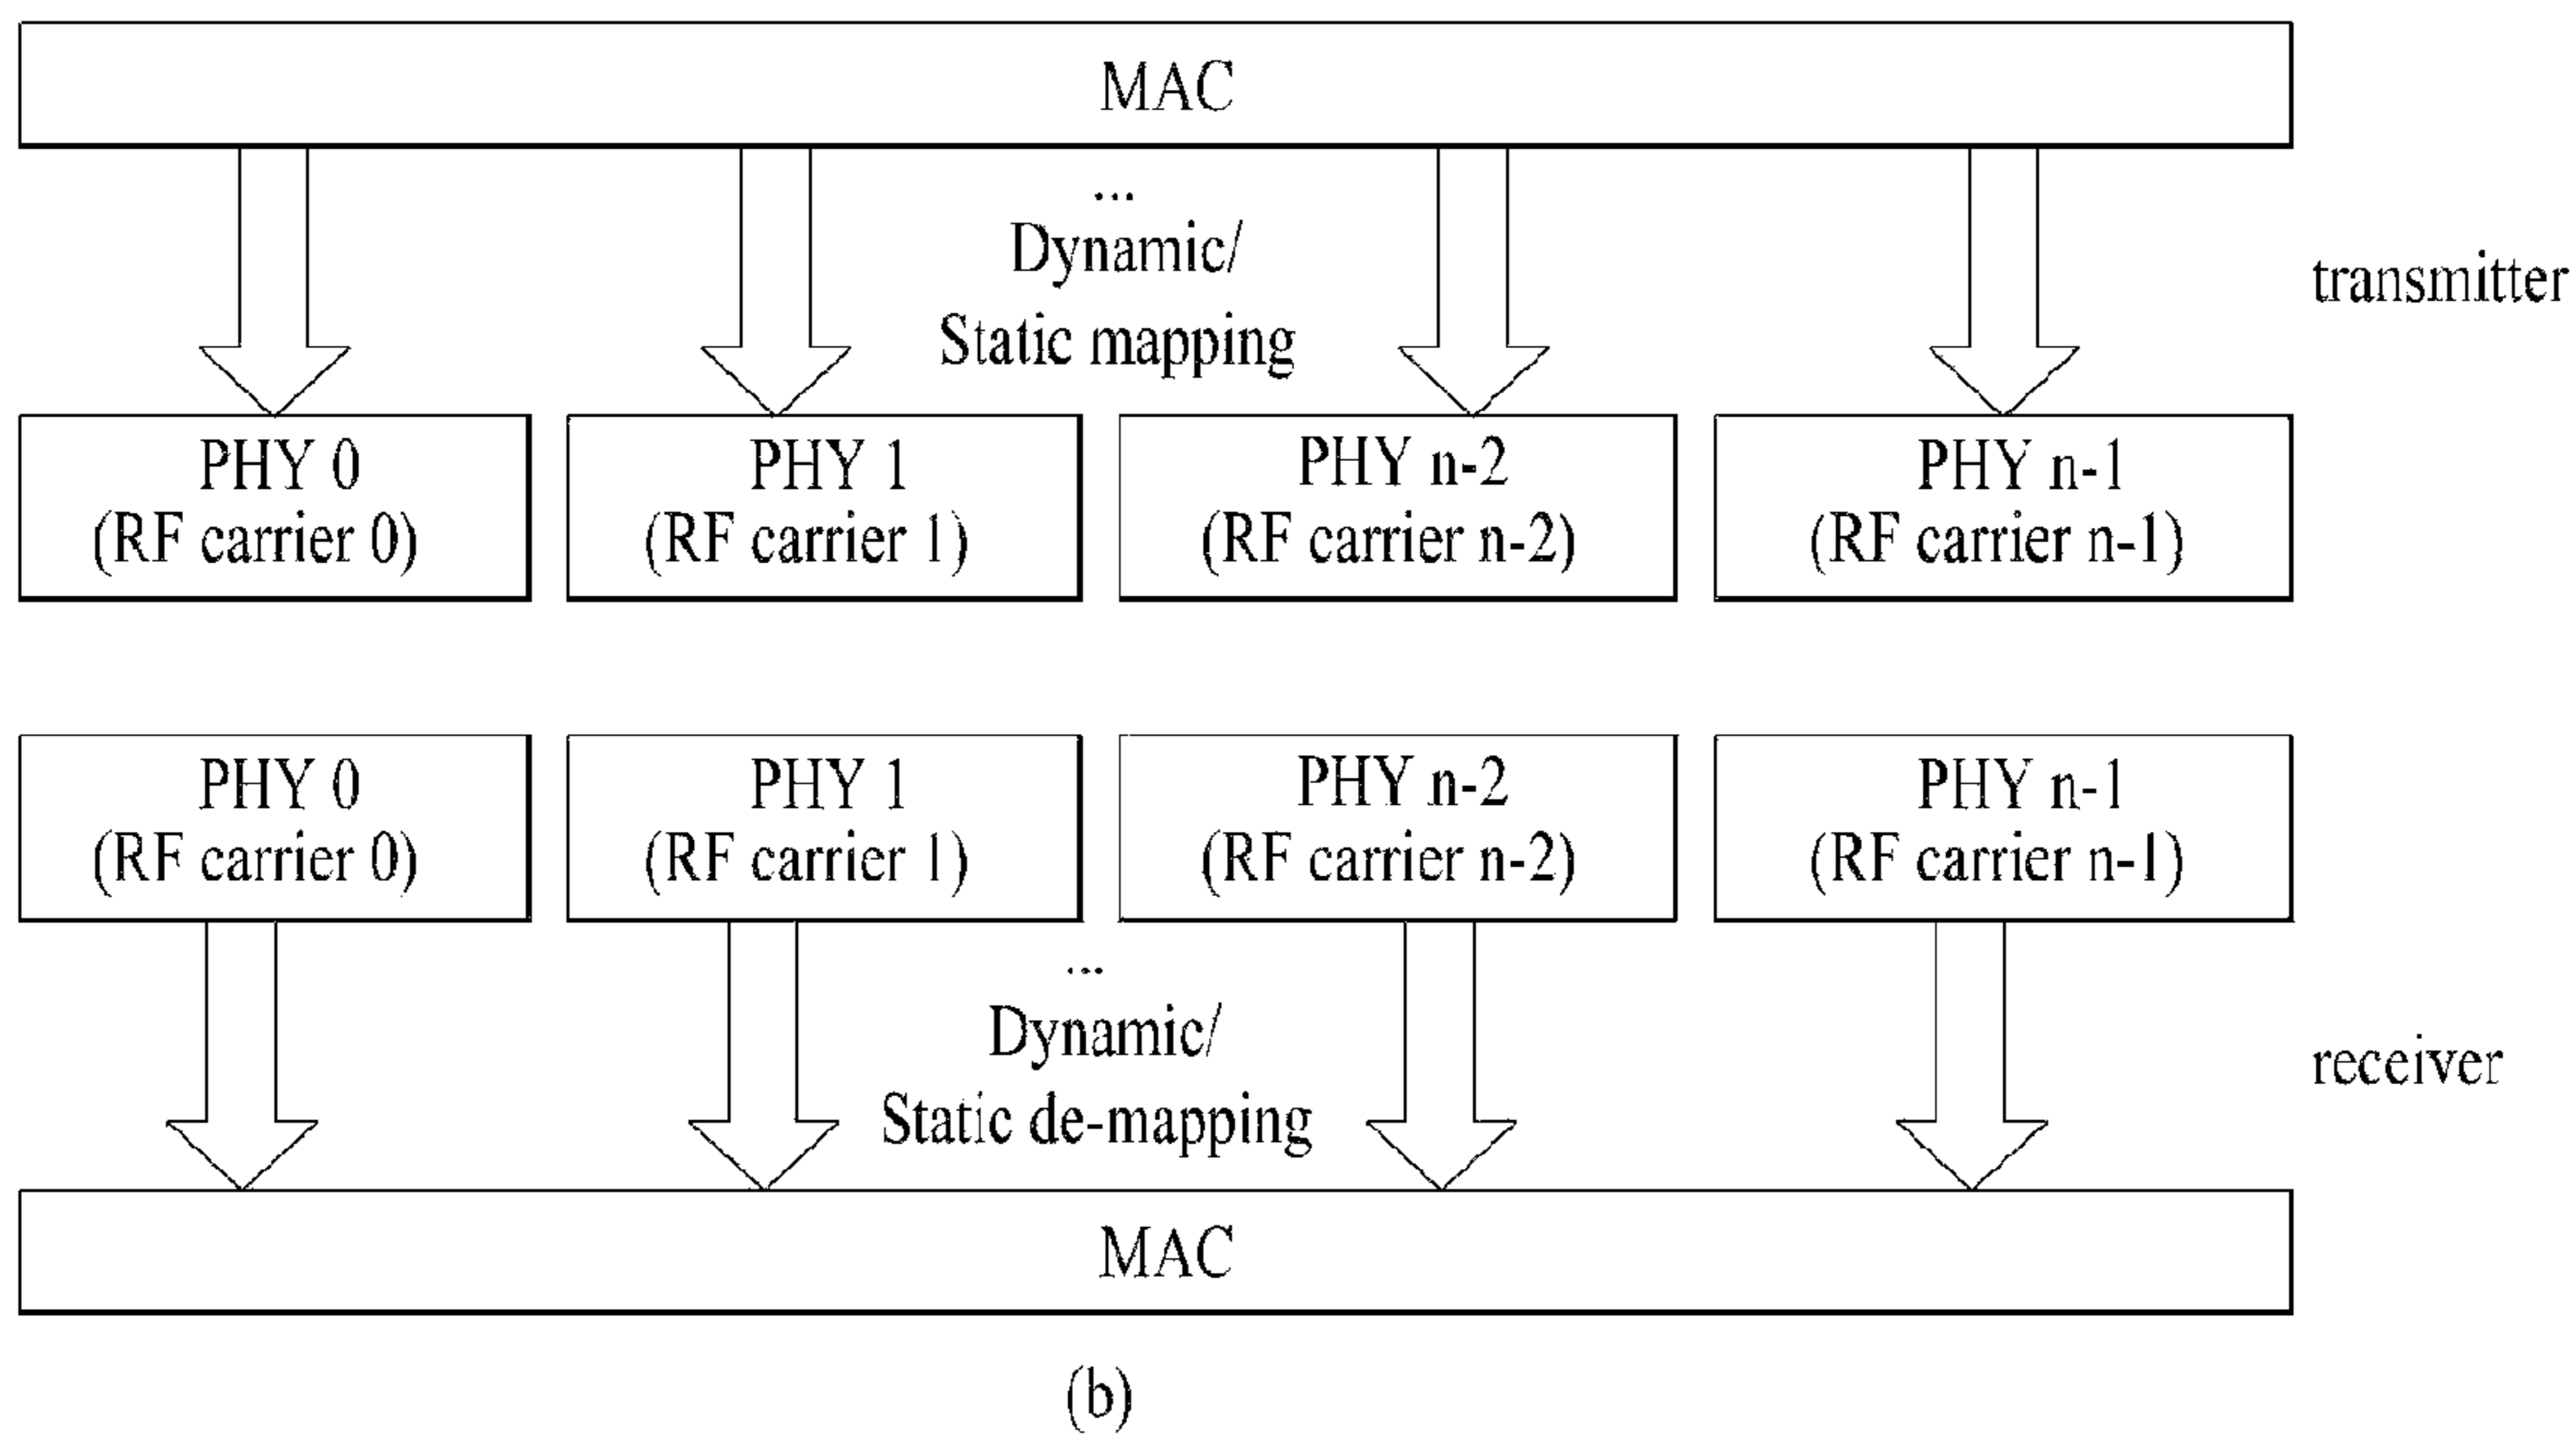 MAC
...
Dynamic/
Static mapping
transmitter
PHY 0
(RF carrier 0)
PHY 1
(RF carrier 1)
PHY n-2
(RF carrier n-2)
PHY n-1
(RF carrier n-1)
PHY 0
(RF carrier 0)
PHY 1
(RF carrier 1)
PHY n-2
(RF carrier n-2)
PHY n-1
(RF carrier n-1)
...
Dynamic/
Static de-mapping
receiver
MAC
(b)